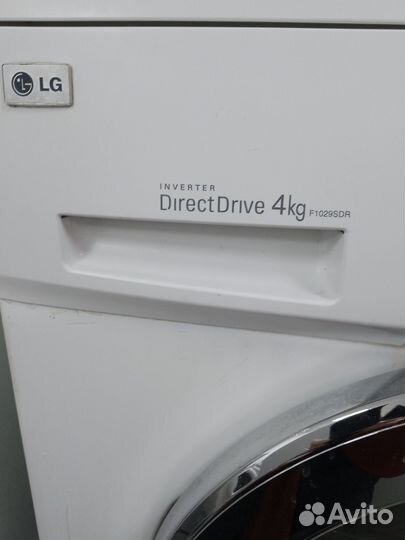 LG
INVERTER
DirectDrive 4kg F1029SDR
Avito